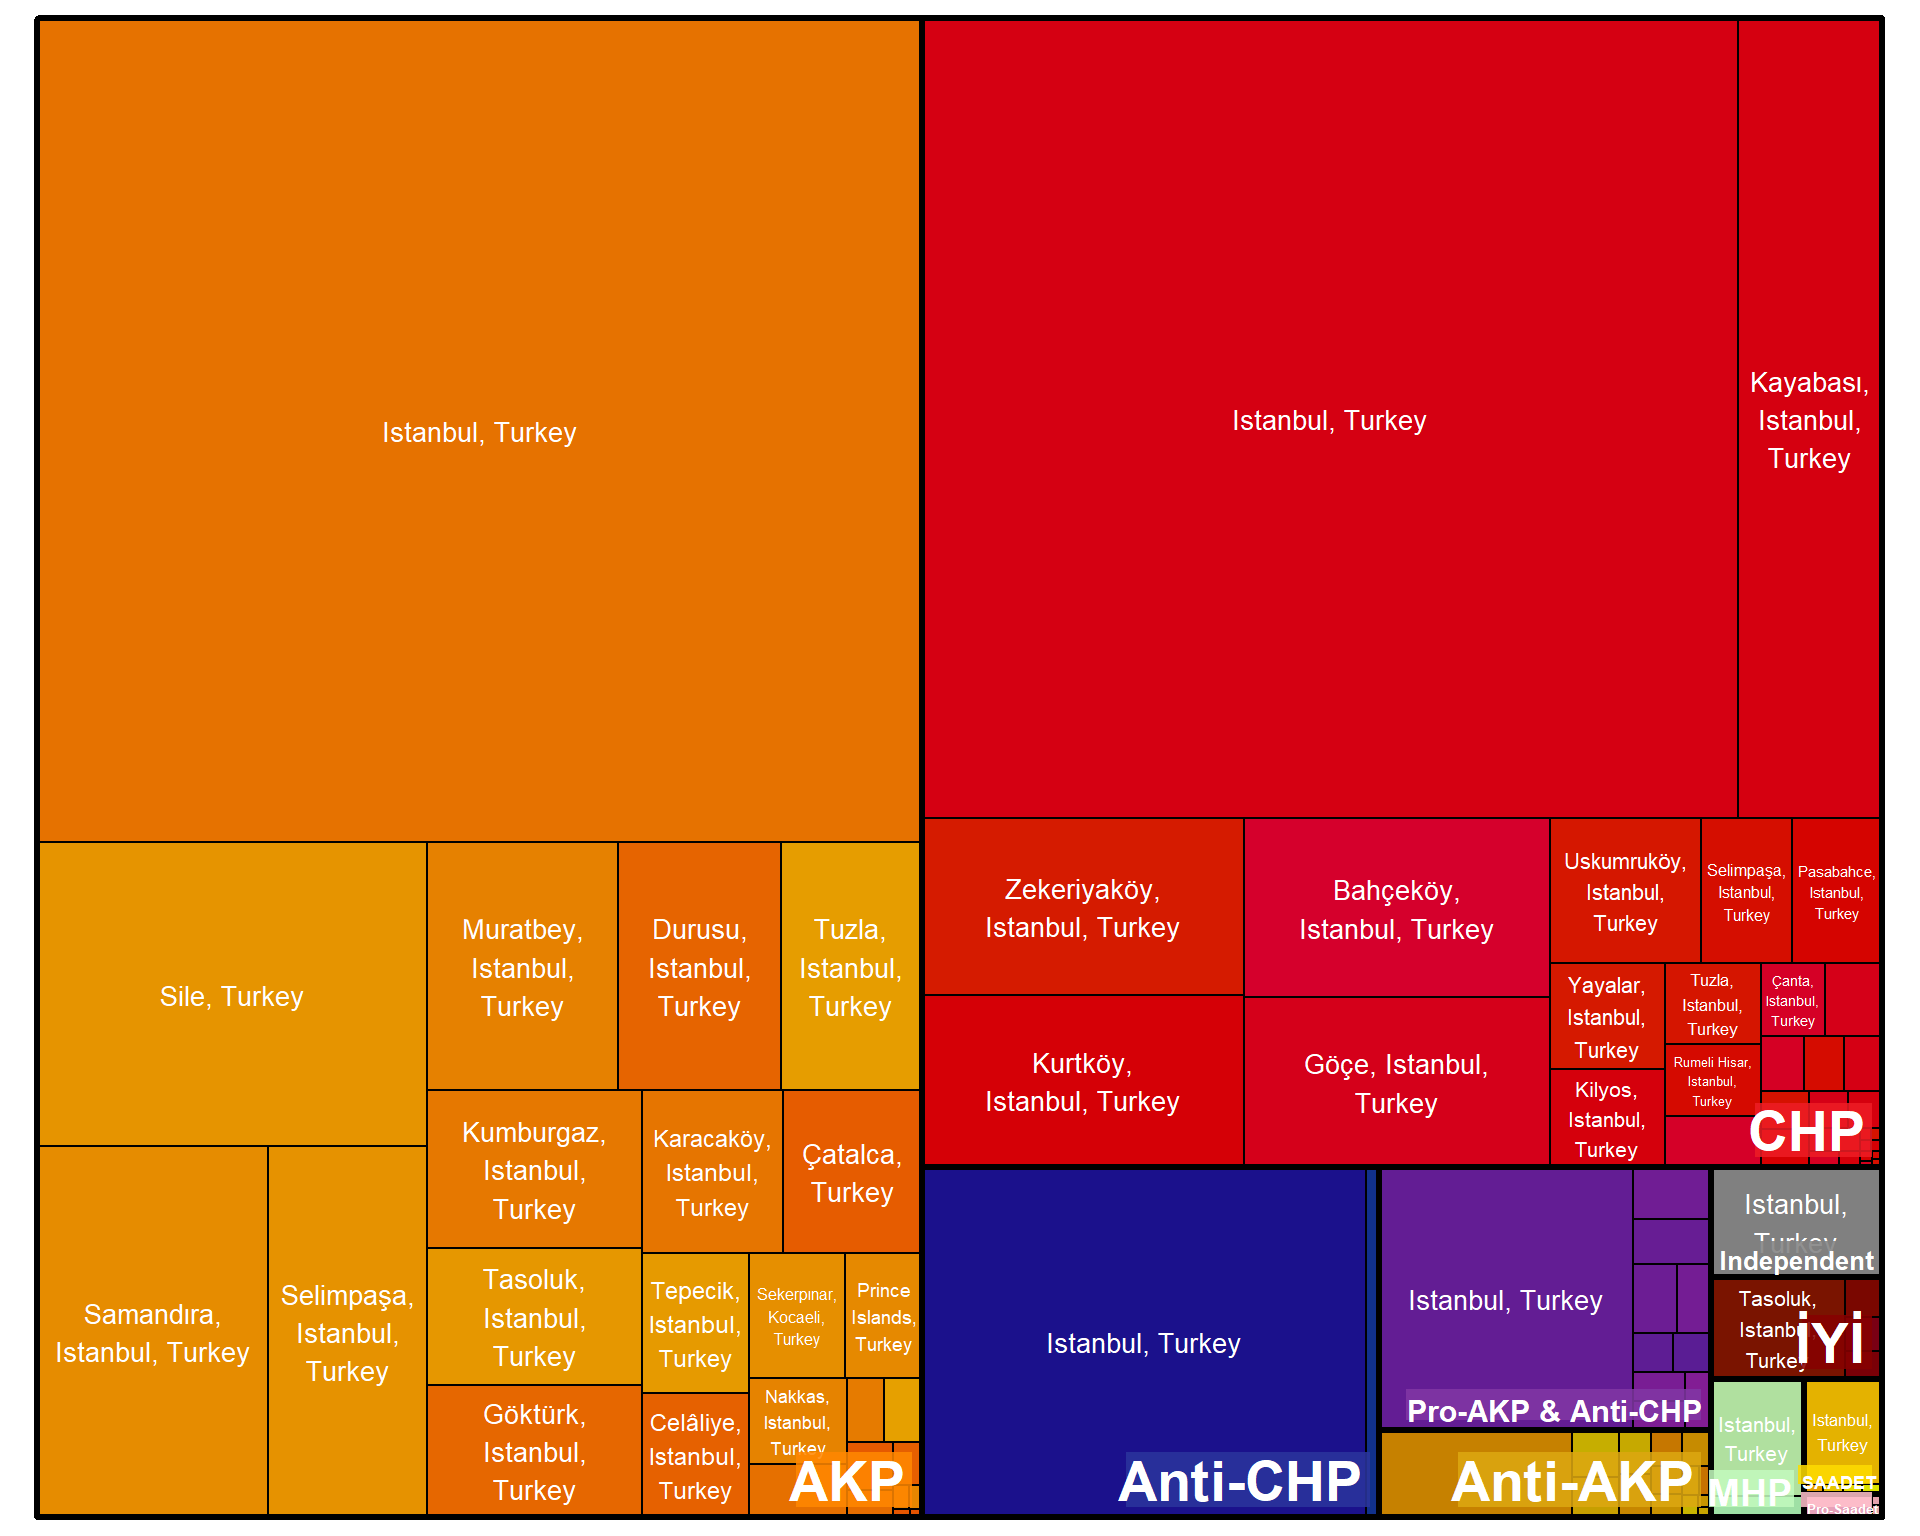 Istanbul, Turkey
Sile, Turkey
Muratbey,
Istanbul,
Turkey
Durusu,
Istanbul,
Turkey
Tuzla,
Istanbul,
Turkey
Samandıra,
Istanbul, Turkey
Selimpaşa,
Istanbul,
Turkey
Kumburgaz,
Istanbul,
Turkey
Karacaköy,
Istanbul,
Turkey
Çatalca,
Turkey
Tasoluk,
Istanbul,
Turkey
Göktürk,
Istanbul,
Turkey
Tepecik,
Istanbul,
Turkey
Celâliye,
Istanbul,
Turkey
Sekerpınar,
Kocaeli,
Turkey
Prince
Islands,
Turkey
Nakkas,
Istanbul,
Turkey
AKP
Istanbul, Turkey
Kayabası,
Istanbul,
Turkey
Zekeriyaköy,
Istanbul, Turkey
Bahçeköy,
Istanbul, Turkey
Kurtköy,
Istanbul, Turkey
Göçe, Istanbul,
Turkey
Uskumruköy,
Istanbul,
Turkey
Selimpaşa,
Istanbul,
Turkey
Pasabahce,
Istanbul,
Turkey
Yayalar,
Istanbul,
Turkey
Kilyos,
Istanbul,
Turkey
Tuzla,
Istanbul,
Turkey
Rumeli Hisar,
Istanbul,
Turkey
Çanta,
Istanbul,
Turkey
CHP
Istanbul, Turkey
Anti-CHP
Istanbul, Turkey
Pro-AKP & Anti-CHP
Anti-AKP
Istanbul,
Turkey
Independent
Tasoluk,
Istanbul,
Turkey
İYİ
Istanbul,
Turkey
MHP
Istanbul,
Turkey
SAADET
Pro-Saadet